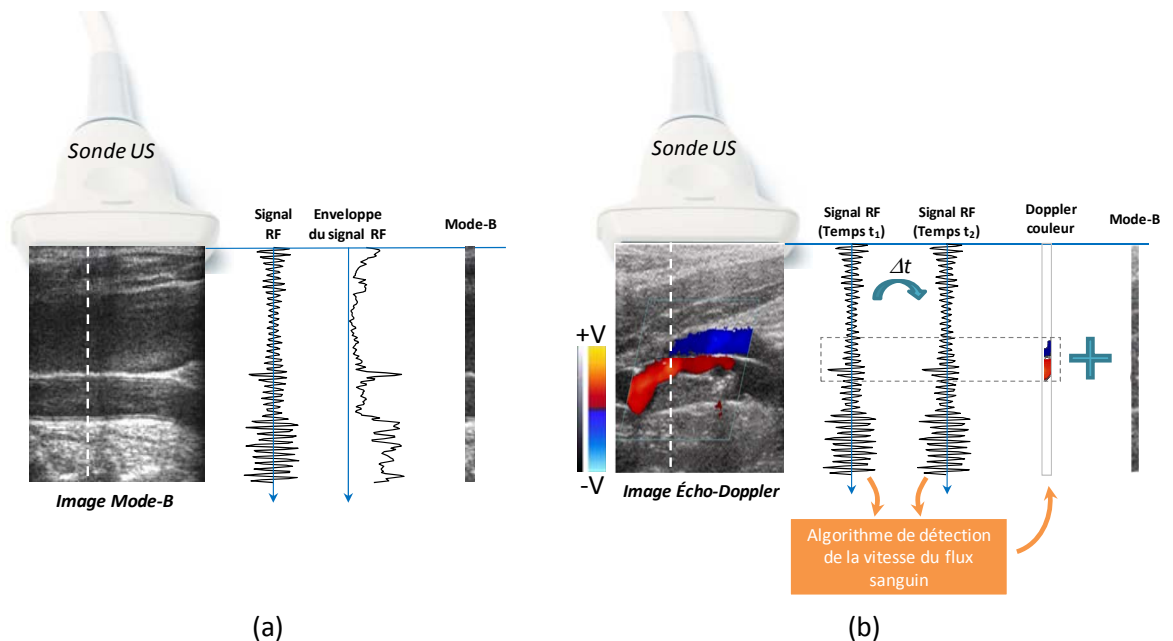 Sonde US
Signal
RF
Enveloppe
du signal RF
Mode-B
Image Mode-B
(a)
Sonde US
Signal RF
(Temps t₁)
Signal RF
(Temps t₂)
Doppler
couleur
Mode-B
Δt
+V
-V
Image Écho-Doppler
Algorithme de détection
de la vitesse du flux
sanguin
(b)